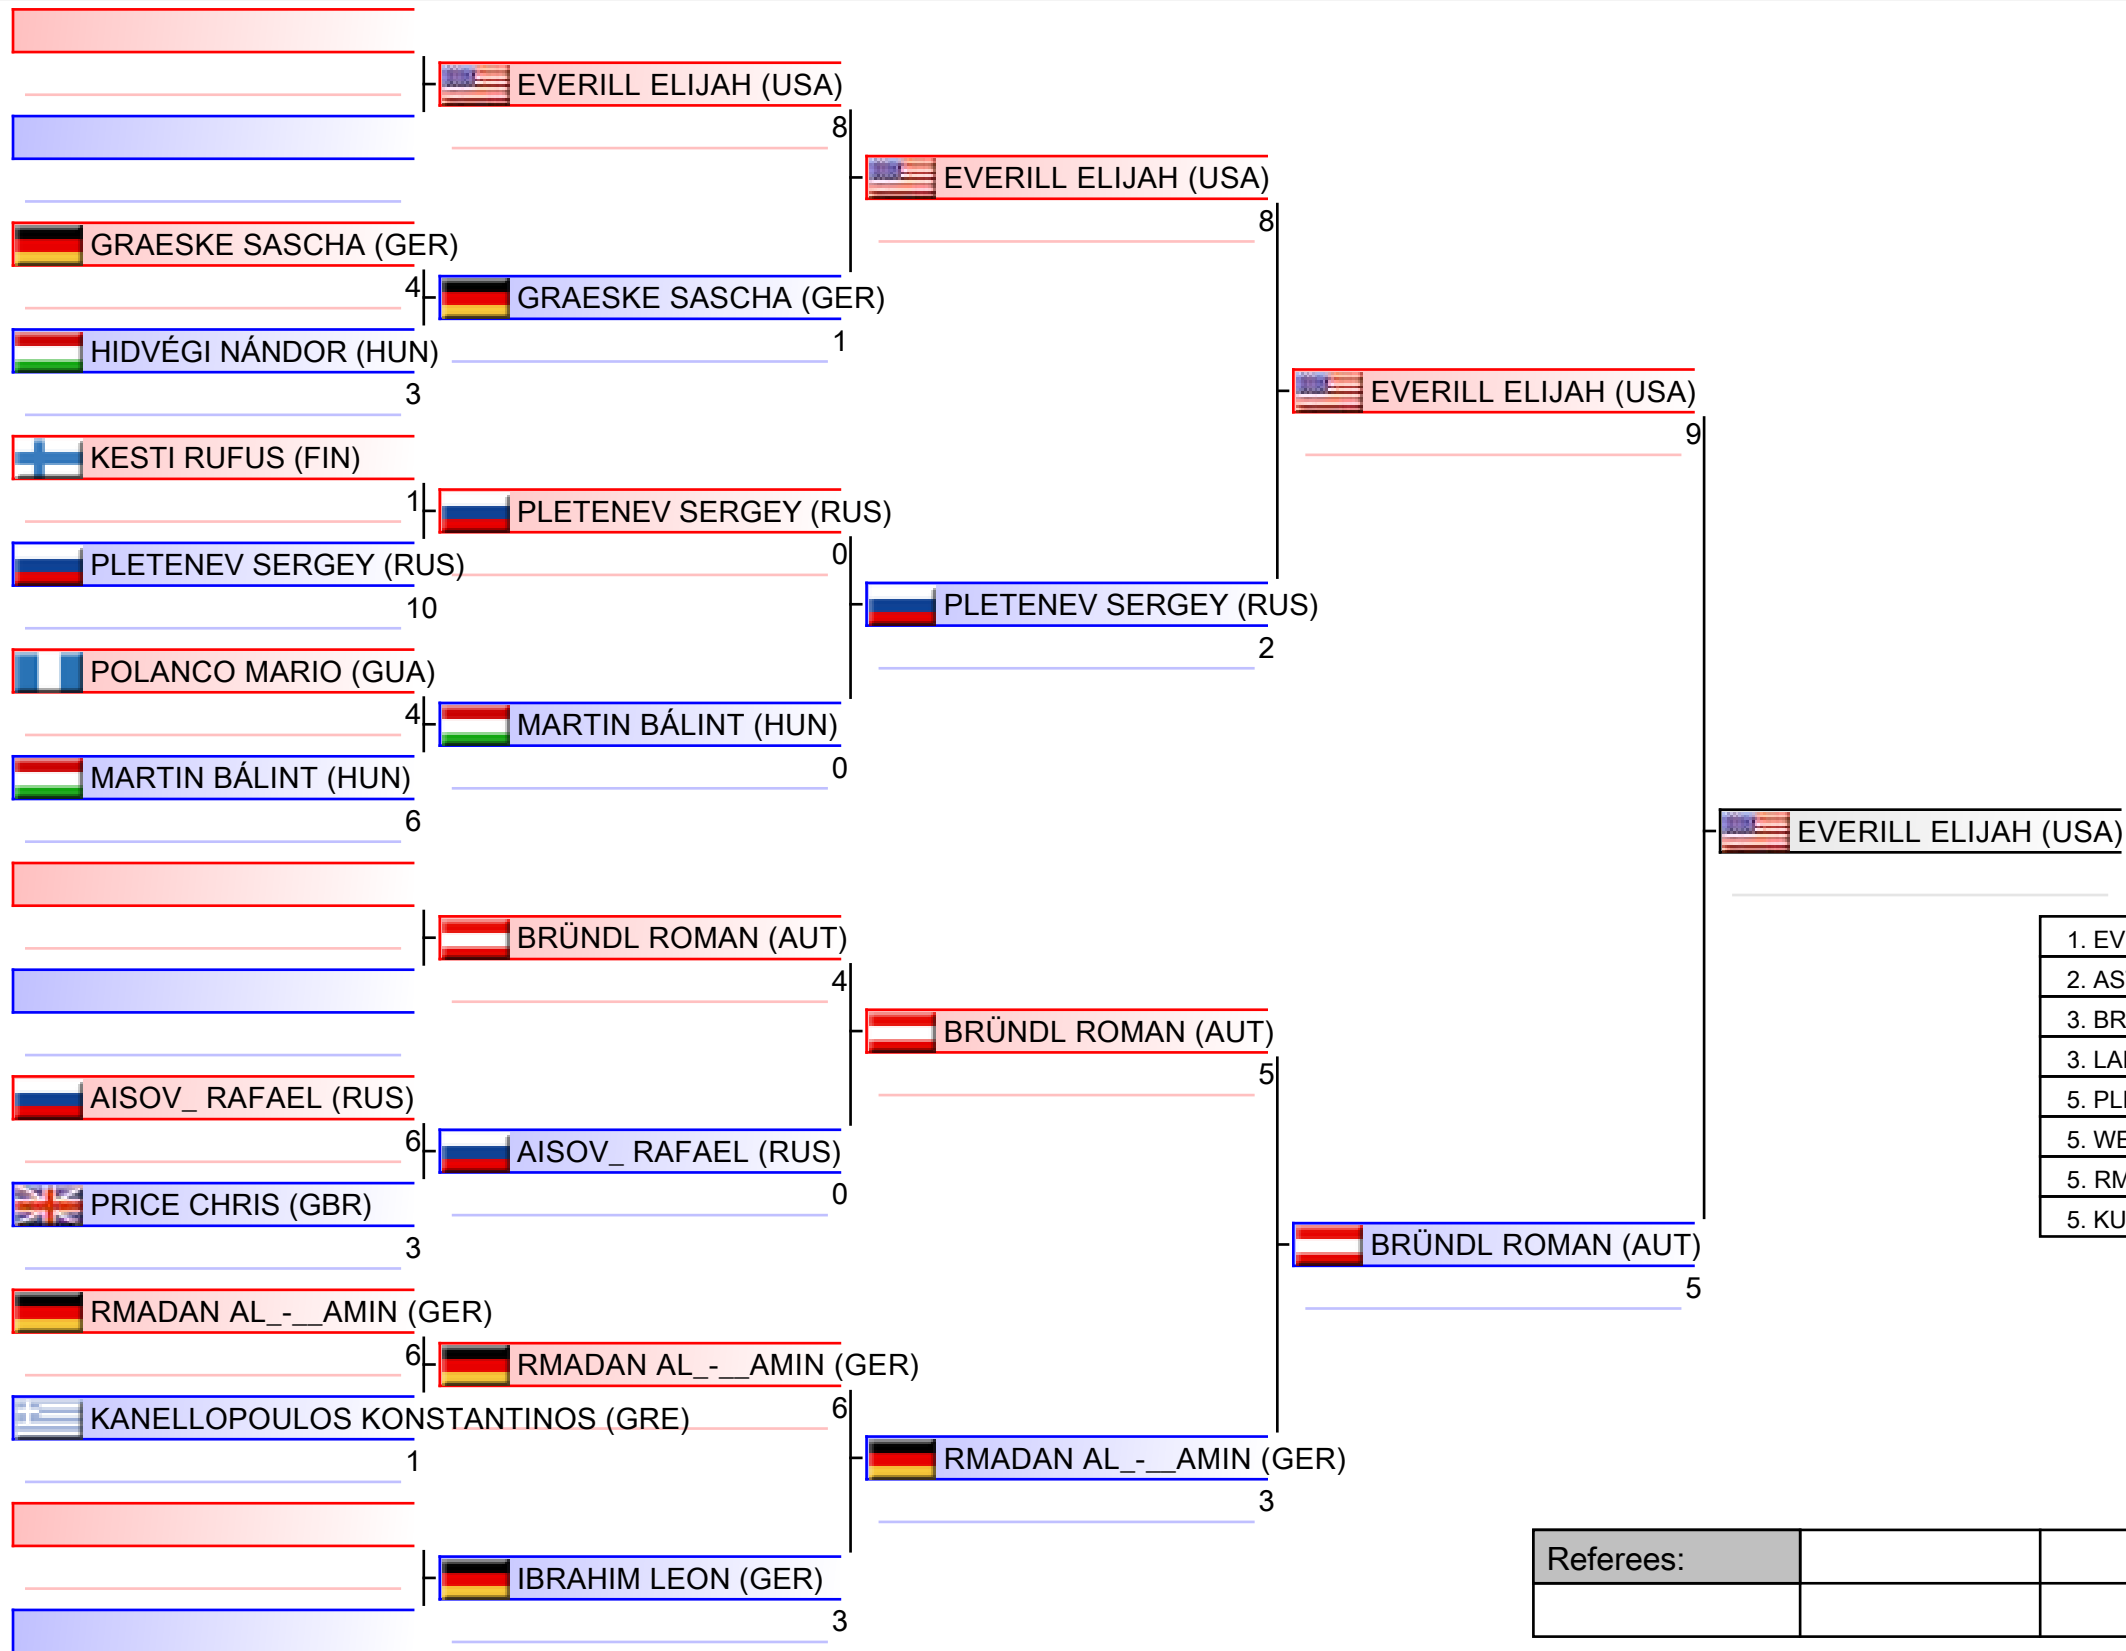 EVERILL ELIJAH (USA)
8
EVERILL ELIJAH (USA)
8
GRAESKE SASCHA (GER)
4
GRAESKE SASCHA (GER)
1
HIDVÉGI NÁNDOR (HUN)
3
EVERILL ELIJAH (USA)
9
KESTI RUFUS (FIN)
1
PLETENEV SERGEY (RUS)
0
PLETENEV SERGEY (RUS)
10
PLETENEV SERGEY (RUS)
2
POLANCO MARIO (GUA)
4
MARTIN BÁLINT (HUN)
0
MARTIN BÁLINT (HUN)
6
EVERILL ELIJAH (USA)
BRÜNDL ROMAN (AUT)
4
1. EV
2. AS
3. BR
3. LA
5. PL
5. WE
5. RM
5. KU
BRÜNDL ROMAN (AUT)
5
AISOV_ RAFAEL (RUS)
6
AISOV_ RAFAEL (RUS)
0
PRICE CHRIS (GBR)
3
BRÜNDL ROMAN (AUT)
5
RMADAN AL_-__AMIN (GER)
6
RMADAN AL_-__AMIN (GER)
6
KANELLOPOULOS KONSTANTINOS (GRE)
1
RMADAN AL_-__AMIN (GER)
3
IBRAHIM LEON (GER)
3
Referees: